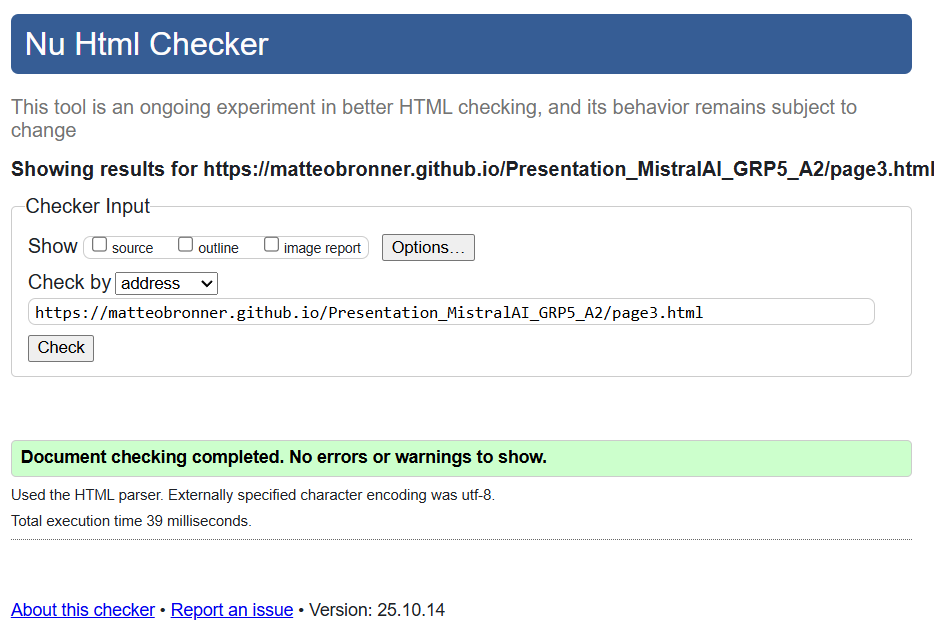 Nu Html Checker
This tool is an ongoing experiment in better HTML checking, and its behavior remains subject to
change
Showing results for https://matteobronner.github.io/Presentation_MistralAI_GRP5_A2/page3.html
Checker Input
Show source outline image report Options...
Check by address
https://matteobronner.github.io/Presentation_MistralAI_GRP5_A2/page3.html
Check
Document checking completed. No errors or warnings to show.
Used the HTML parser. Externally specified character encoding was utf-8.
Total execution time 39 milliseconds.
About this checker • Report an issue • Version: 25.10.14